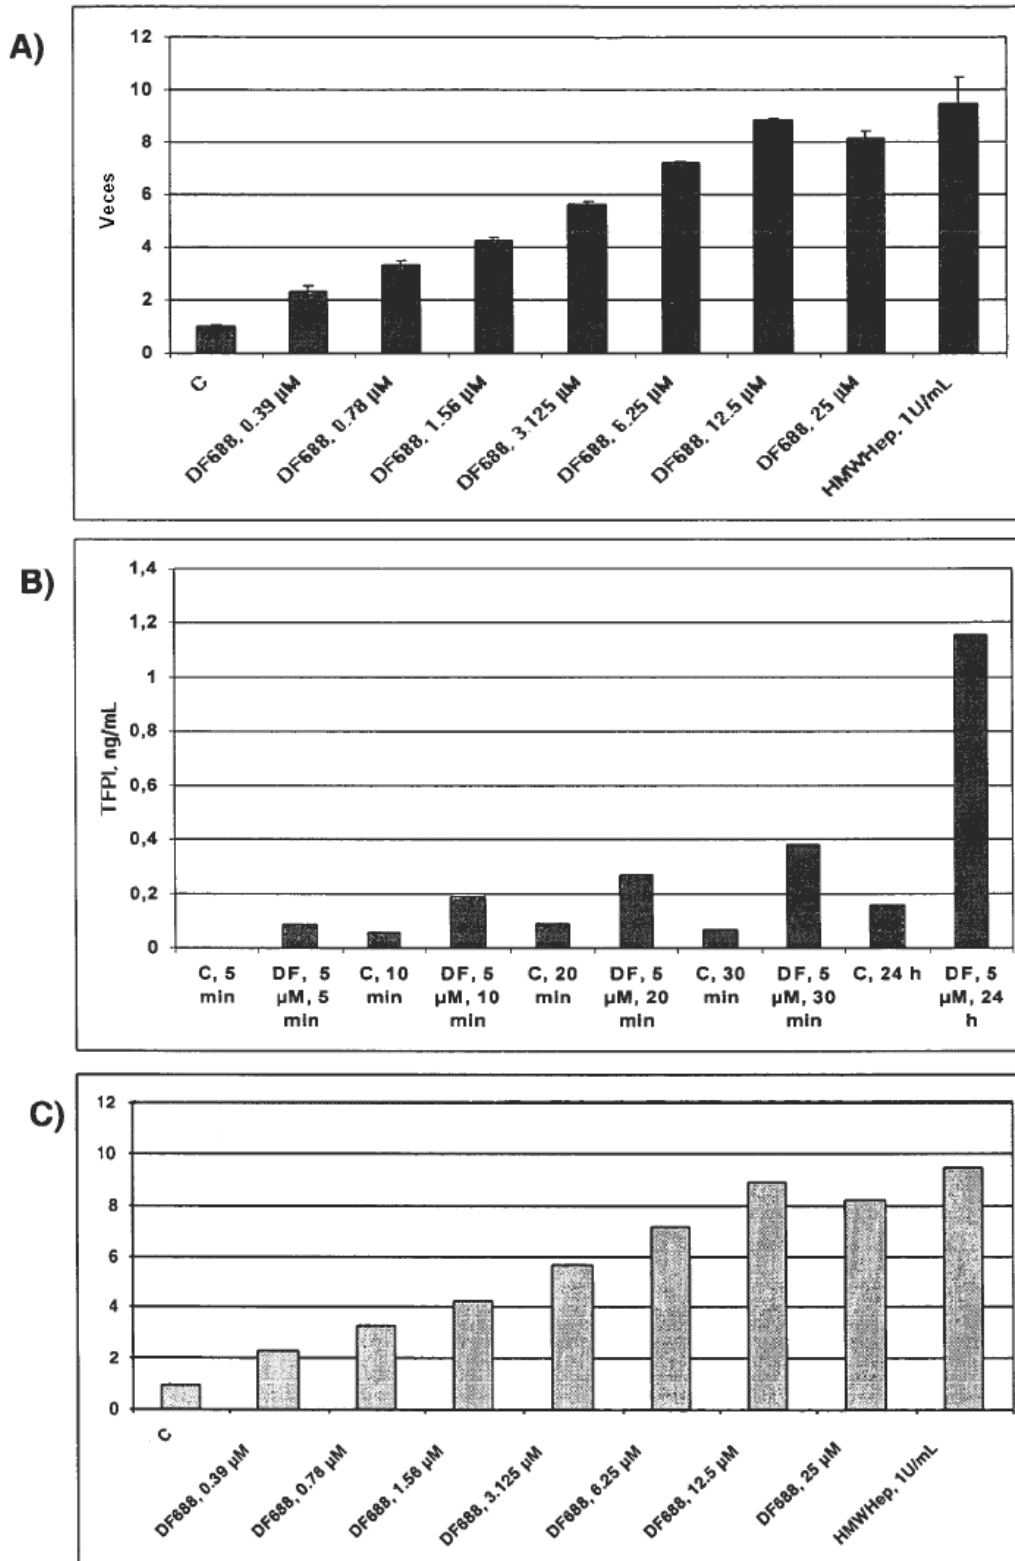 A)
12
10
8
6
4
2
0
Veces
C
DF688, 0.39 µM
DF688, 0.78 µM
DF688, 1.56 µM
DF688, 3.125 µM
DF688, 6.25 µM
DF688, 12.5 µM
DF688, 25 µM
HMWHep. 1U/mL
B)
1,4
1,2
1
0,8
0,6
0,4
0,2
0
TFPI. ng/mL
C, 5 min
DF, 5 µM, 5 min
C, 10 min
DF, 5 µM, 10 min
C, 20 min
DF, 5 µM, 20 min
C, 30 min
DF, 5 µM, 30 min
C, 24 h
DF, 5 µM, 24 h
C)
12
10
8
6
4
2
0
C
DF688, 0.39 µM
DF688, 0.78 µM
DF688, 1.56 µM
DF688, 3.125 µM
DF688, 6.25 µM
DF688, 12.5 µM
DF688, 25 µM
HMWHep, 1U/mL